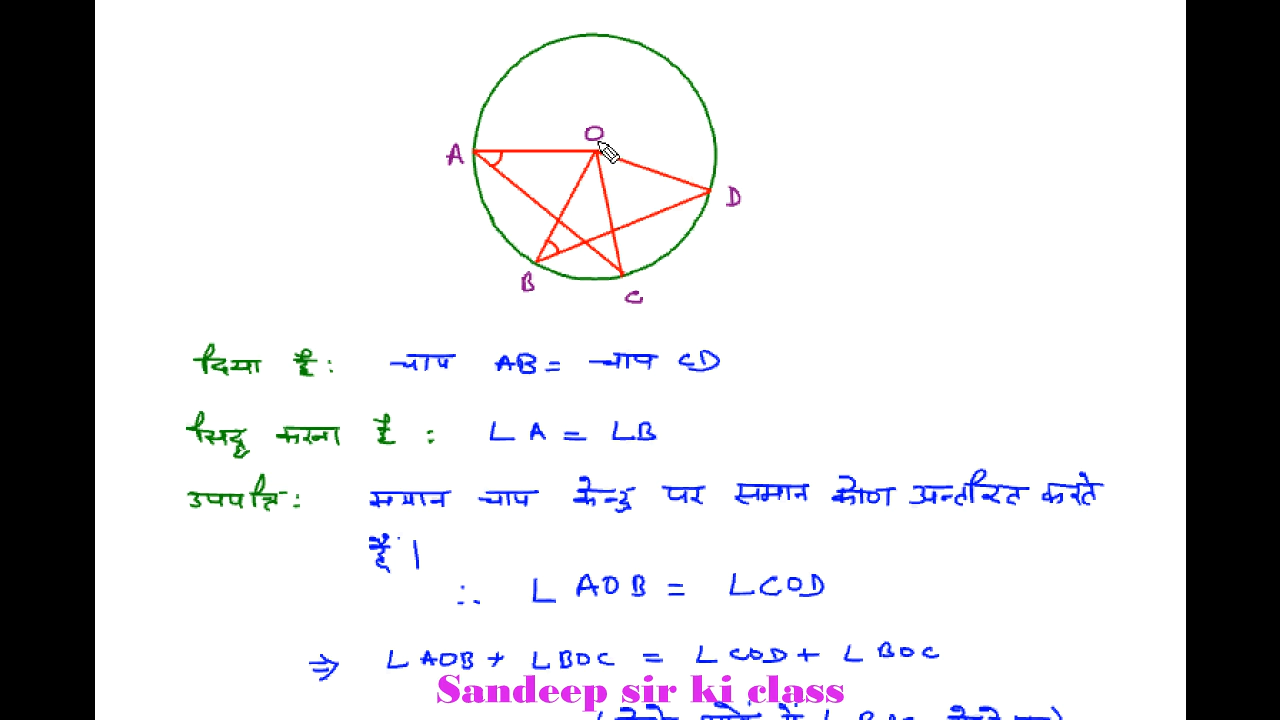 O
A
D
B
C
दिया है : चाप AB = चाप CD
सिद्ध करना है : ∠A = ∠B
उपपत्ति : समान चाप केन्द्र पर समान कोण अन्तरित करते
हैं |
∴ ∠AOB = ∠COD
⇒ ∠AOB + ∠BOC = ∠COD + ∠BOC
Sandeep sir ki class